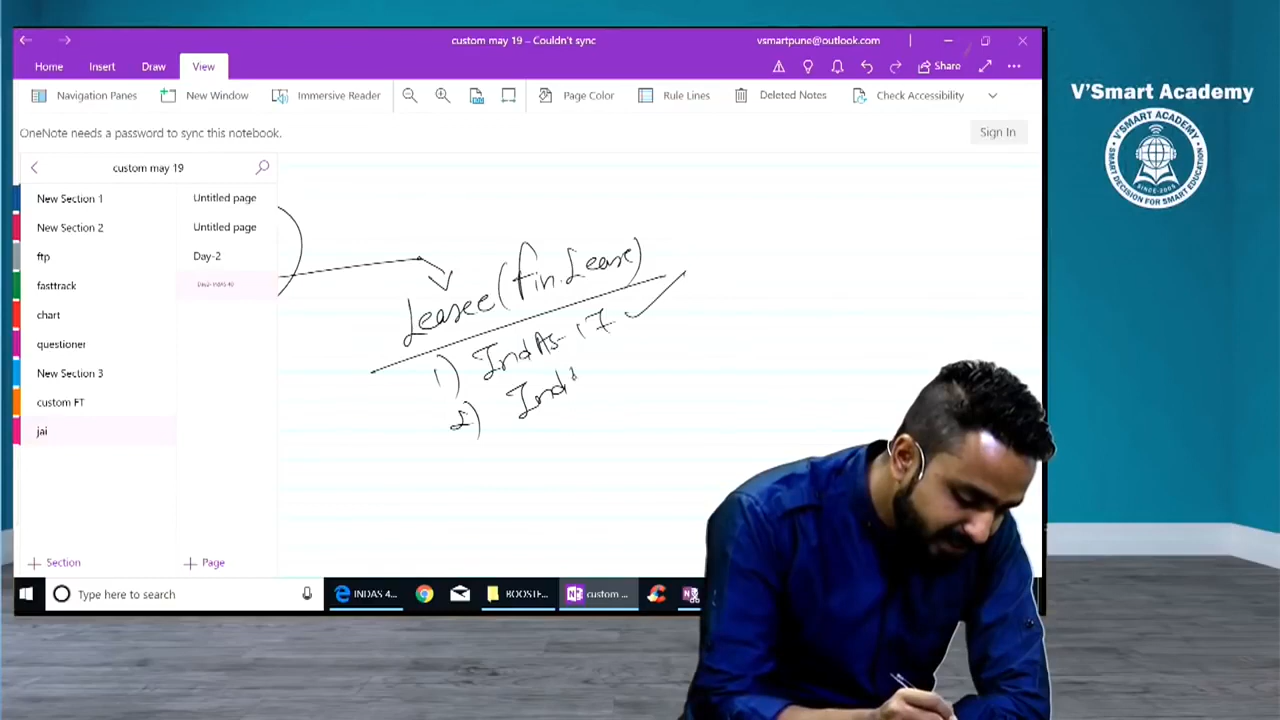 custom may 19 – Couldn't sync
vsmartpune@outlook.com
Home Insert Draw View
Share
Navigation Panes New Window Immersive Reader Page Color Rule Lines Deleted Notes Check Accessibility
OneNote needs a password to sync this notebook.
Sign In
custom may 19
New Section 1
New Section 2
ftp
fasttrack
chart
questioner
New Section 3
custom FT
jai
Untitled page
Untitled page
Day-2
+ Section
+ Page
Leasee (fin. Lease)
1) IndAs-17
2) Ind
Type here to search
INDAS 4...
BOOSTE...
custom ...
V'Smart Academy
V'SMART ACADEMY
SINCE-2005
SMART DECISION FOR SMART EDUCATION